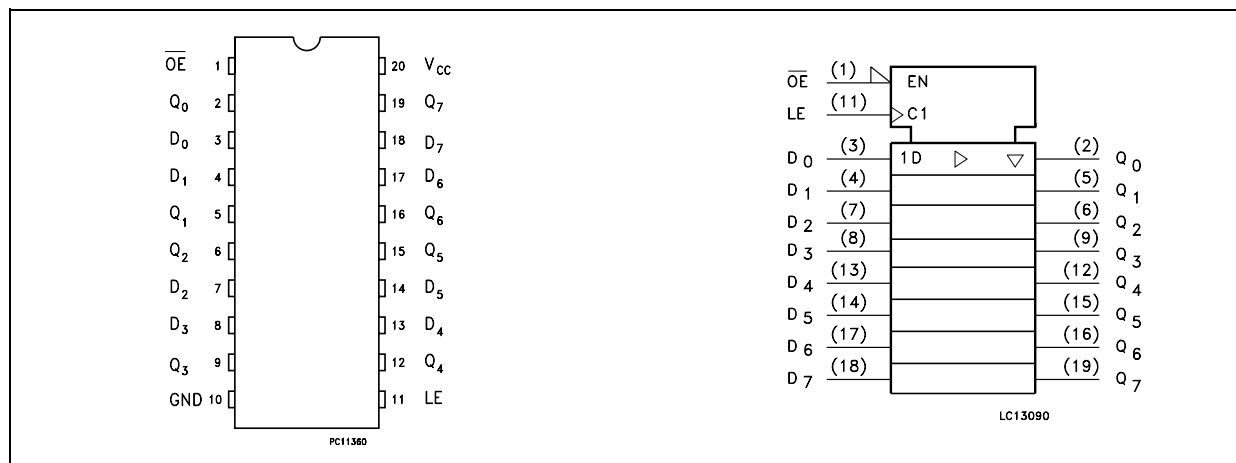 OE 1 20 VCC
Q0 2 19 Q7
D0 3 18 D7
D1 4 17 D6
Q1 5 16 Q6
Q2 6 15 Q5
D2 7 14 D5
D3 8 13 D4
Q3 9 12 Q4
GND 10 11 LE
PC11360
OE (1) EN
LE (11) C1
D0 (3) 1D (2) Q0
D1 (4) (5) Q1
D2 (7) (6) Q2
D3 (8) (9) Q3
D4 (13) (12) Q4
D5 (14) (15) Q5
D6 (17) (16) Q6
D7 (18) (19) Q7
LC13090